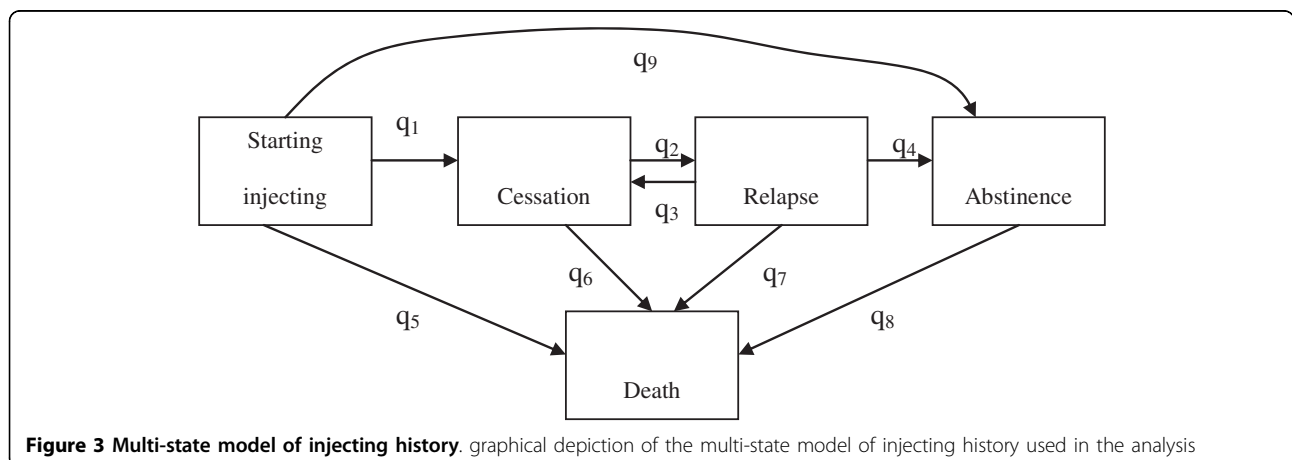 q₉
q₁
Starting
injecting
Cessation
q₂
q₃
Relapse
q₄
Abstinence
q₅
q₆
q₇
q₈
Death
Figure 3 Multi-state model of injecting history. graphical depiction of the multi-state model of injecting history used in the analysis